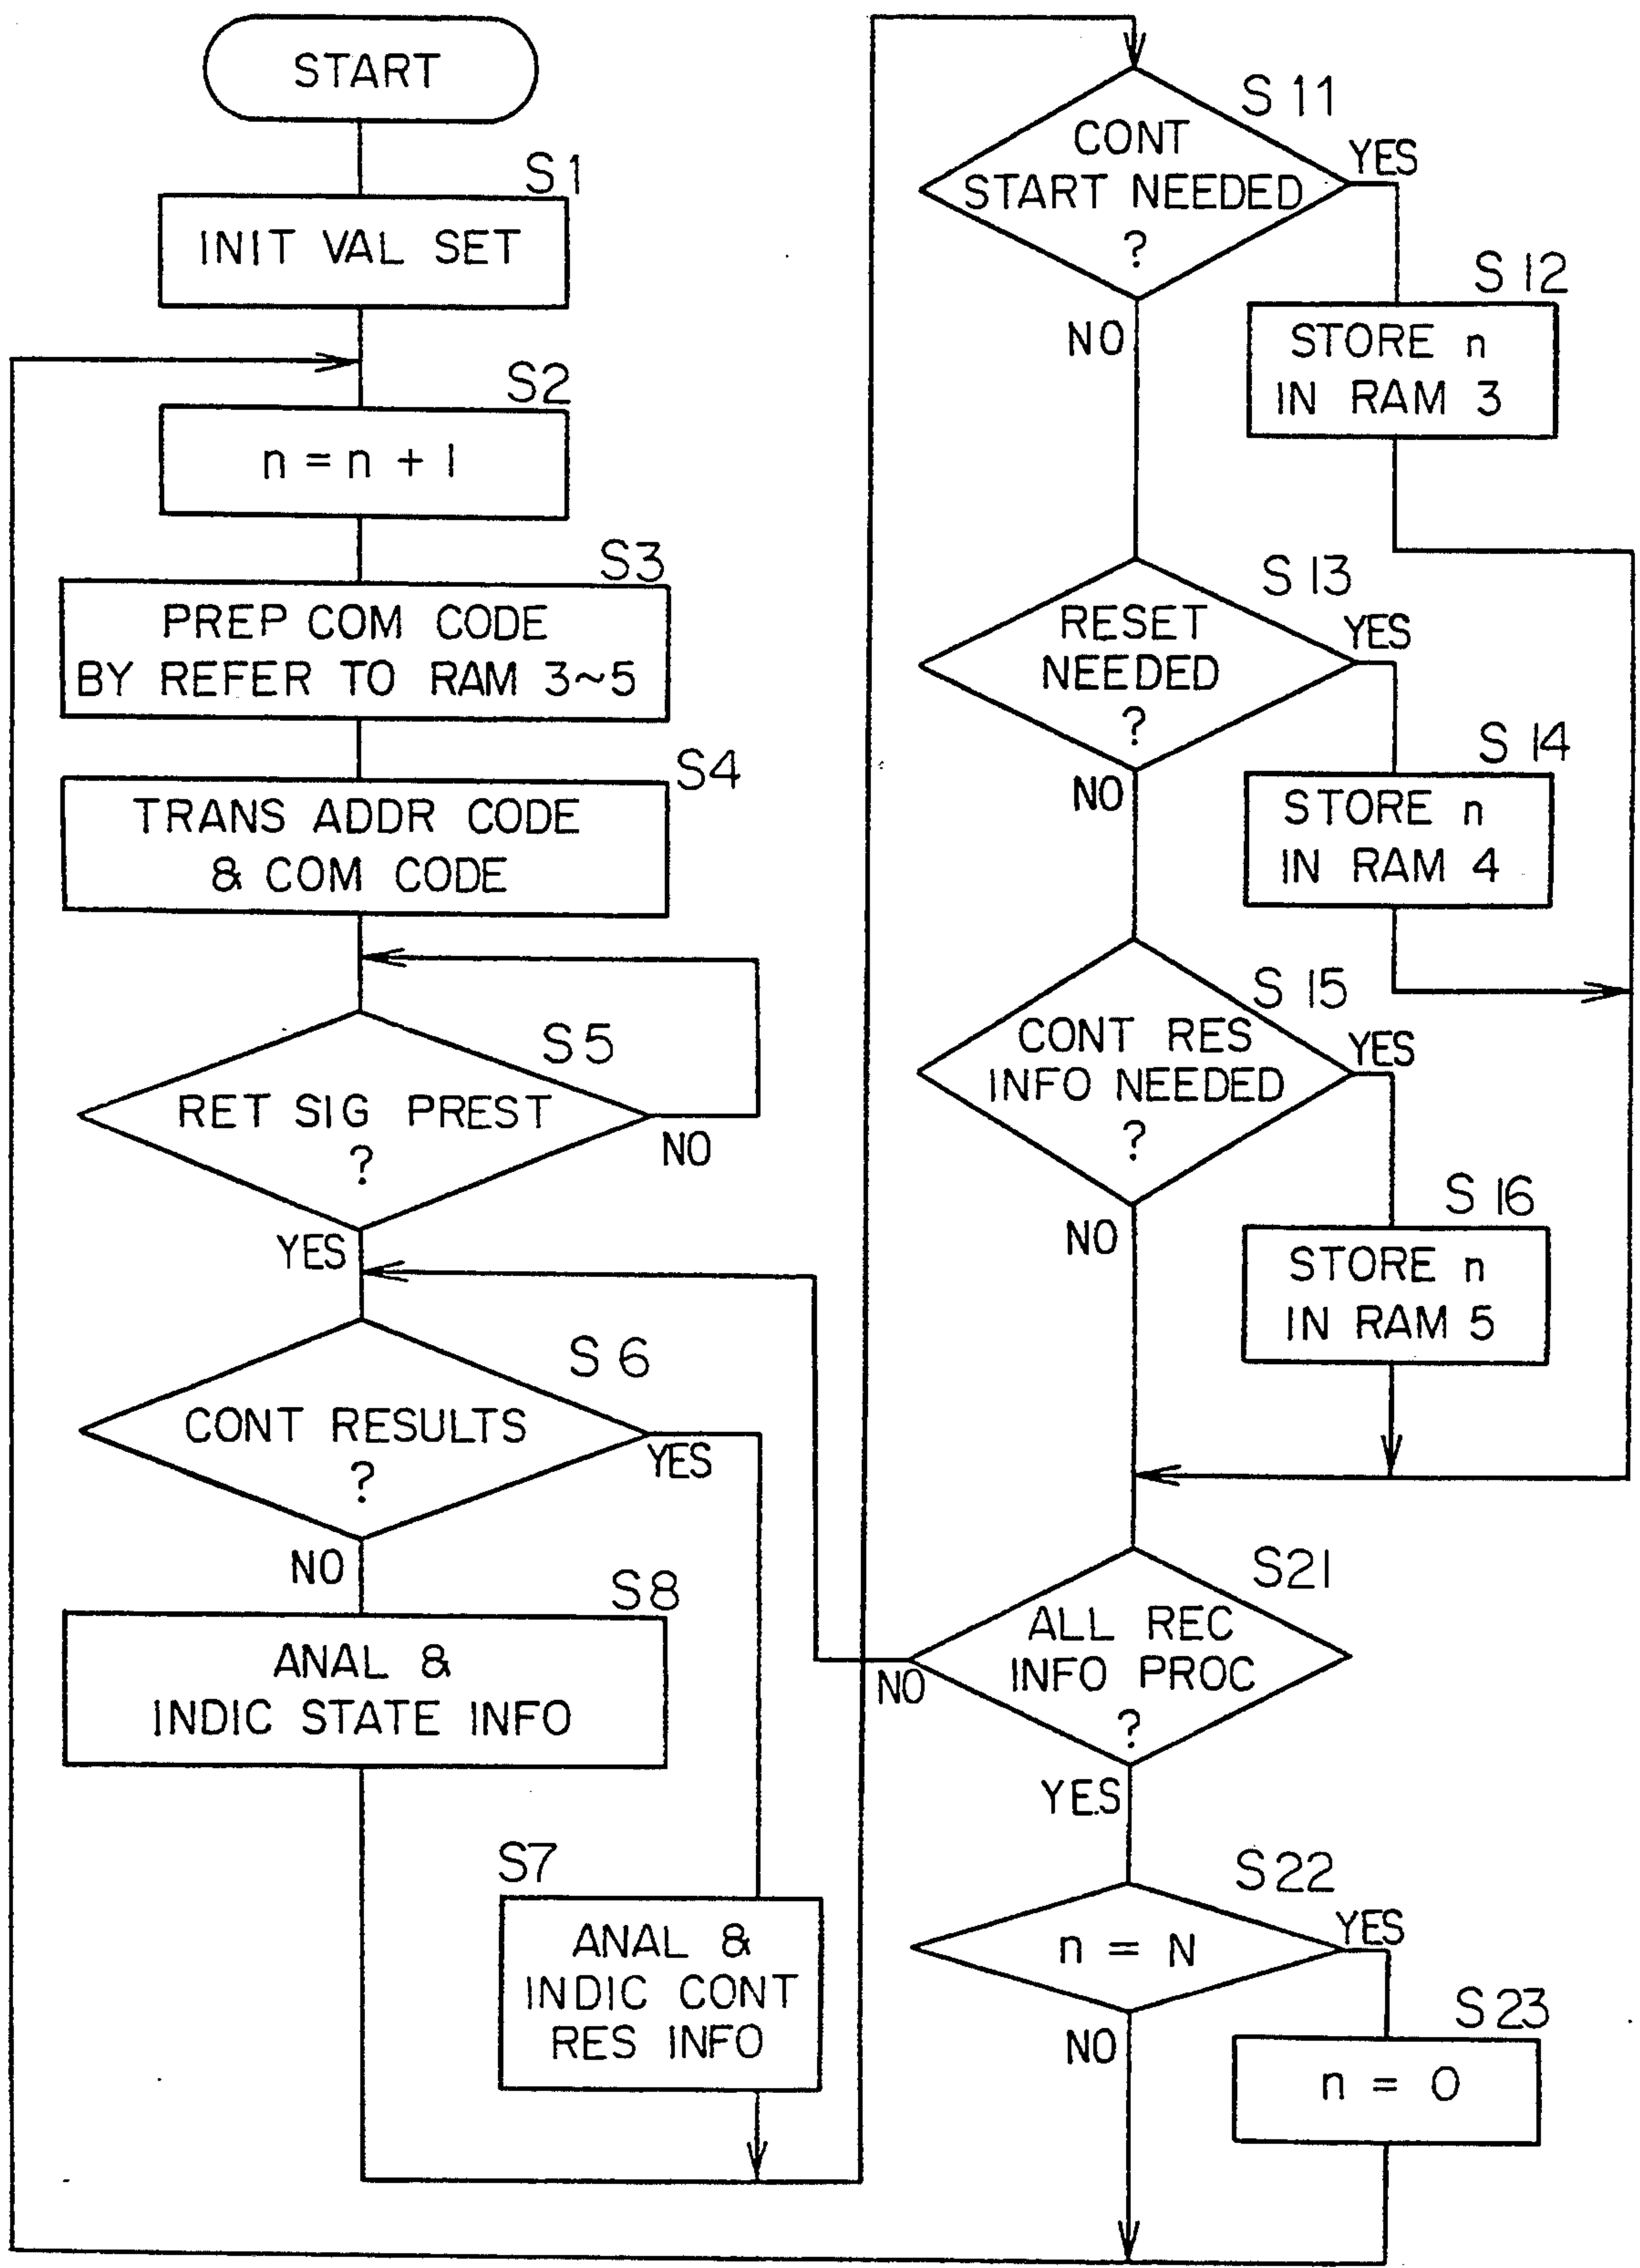 START
S1
INIT VAL SET
S2
n = n + 1
S3
PREP COM CODE
BY REFER TO RAM 3~5
S4
TRANS ADDR CODE
& COM CODE
S5
RET SIG PREST
?
NO
YES
S6
CONT RESULTS
?
YES
NO
S8
ANAL &
INDIC STATE INFO
S7
ANAL &
INDIC CONT
RES INFO
S11
CONT
START NEEDED
?
YES
NO
S12
STORE n
IN RAM 3
S13
RESET
NEEDED
?
YES
NO
S14
STORE n
IN RAM 4
S15
CONT RES
INFO NEEDED
?
YES
NO
S16
STORE n
IN RAM 5
S21
ALL REC
INFO PROC
?
NO
YES
S22
n = N
YES
NO
S23
n = 0